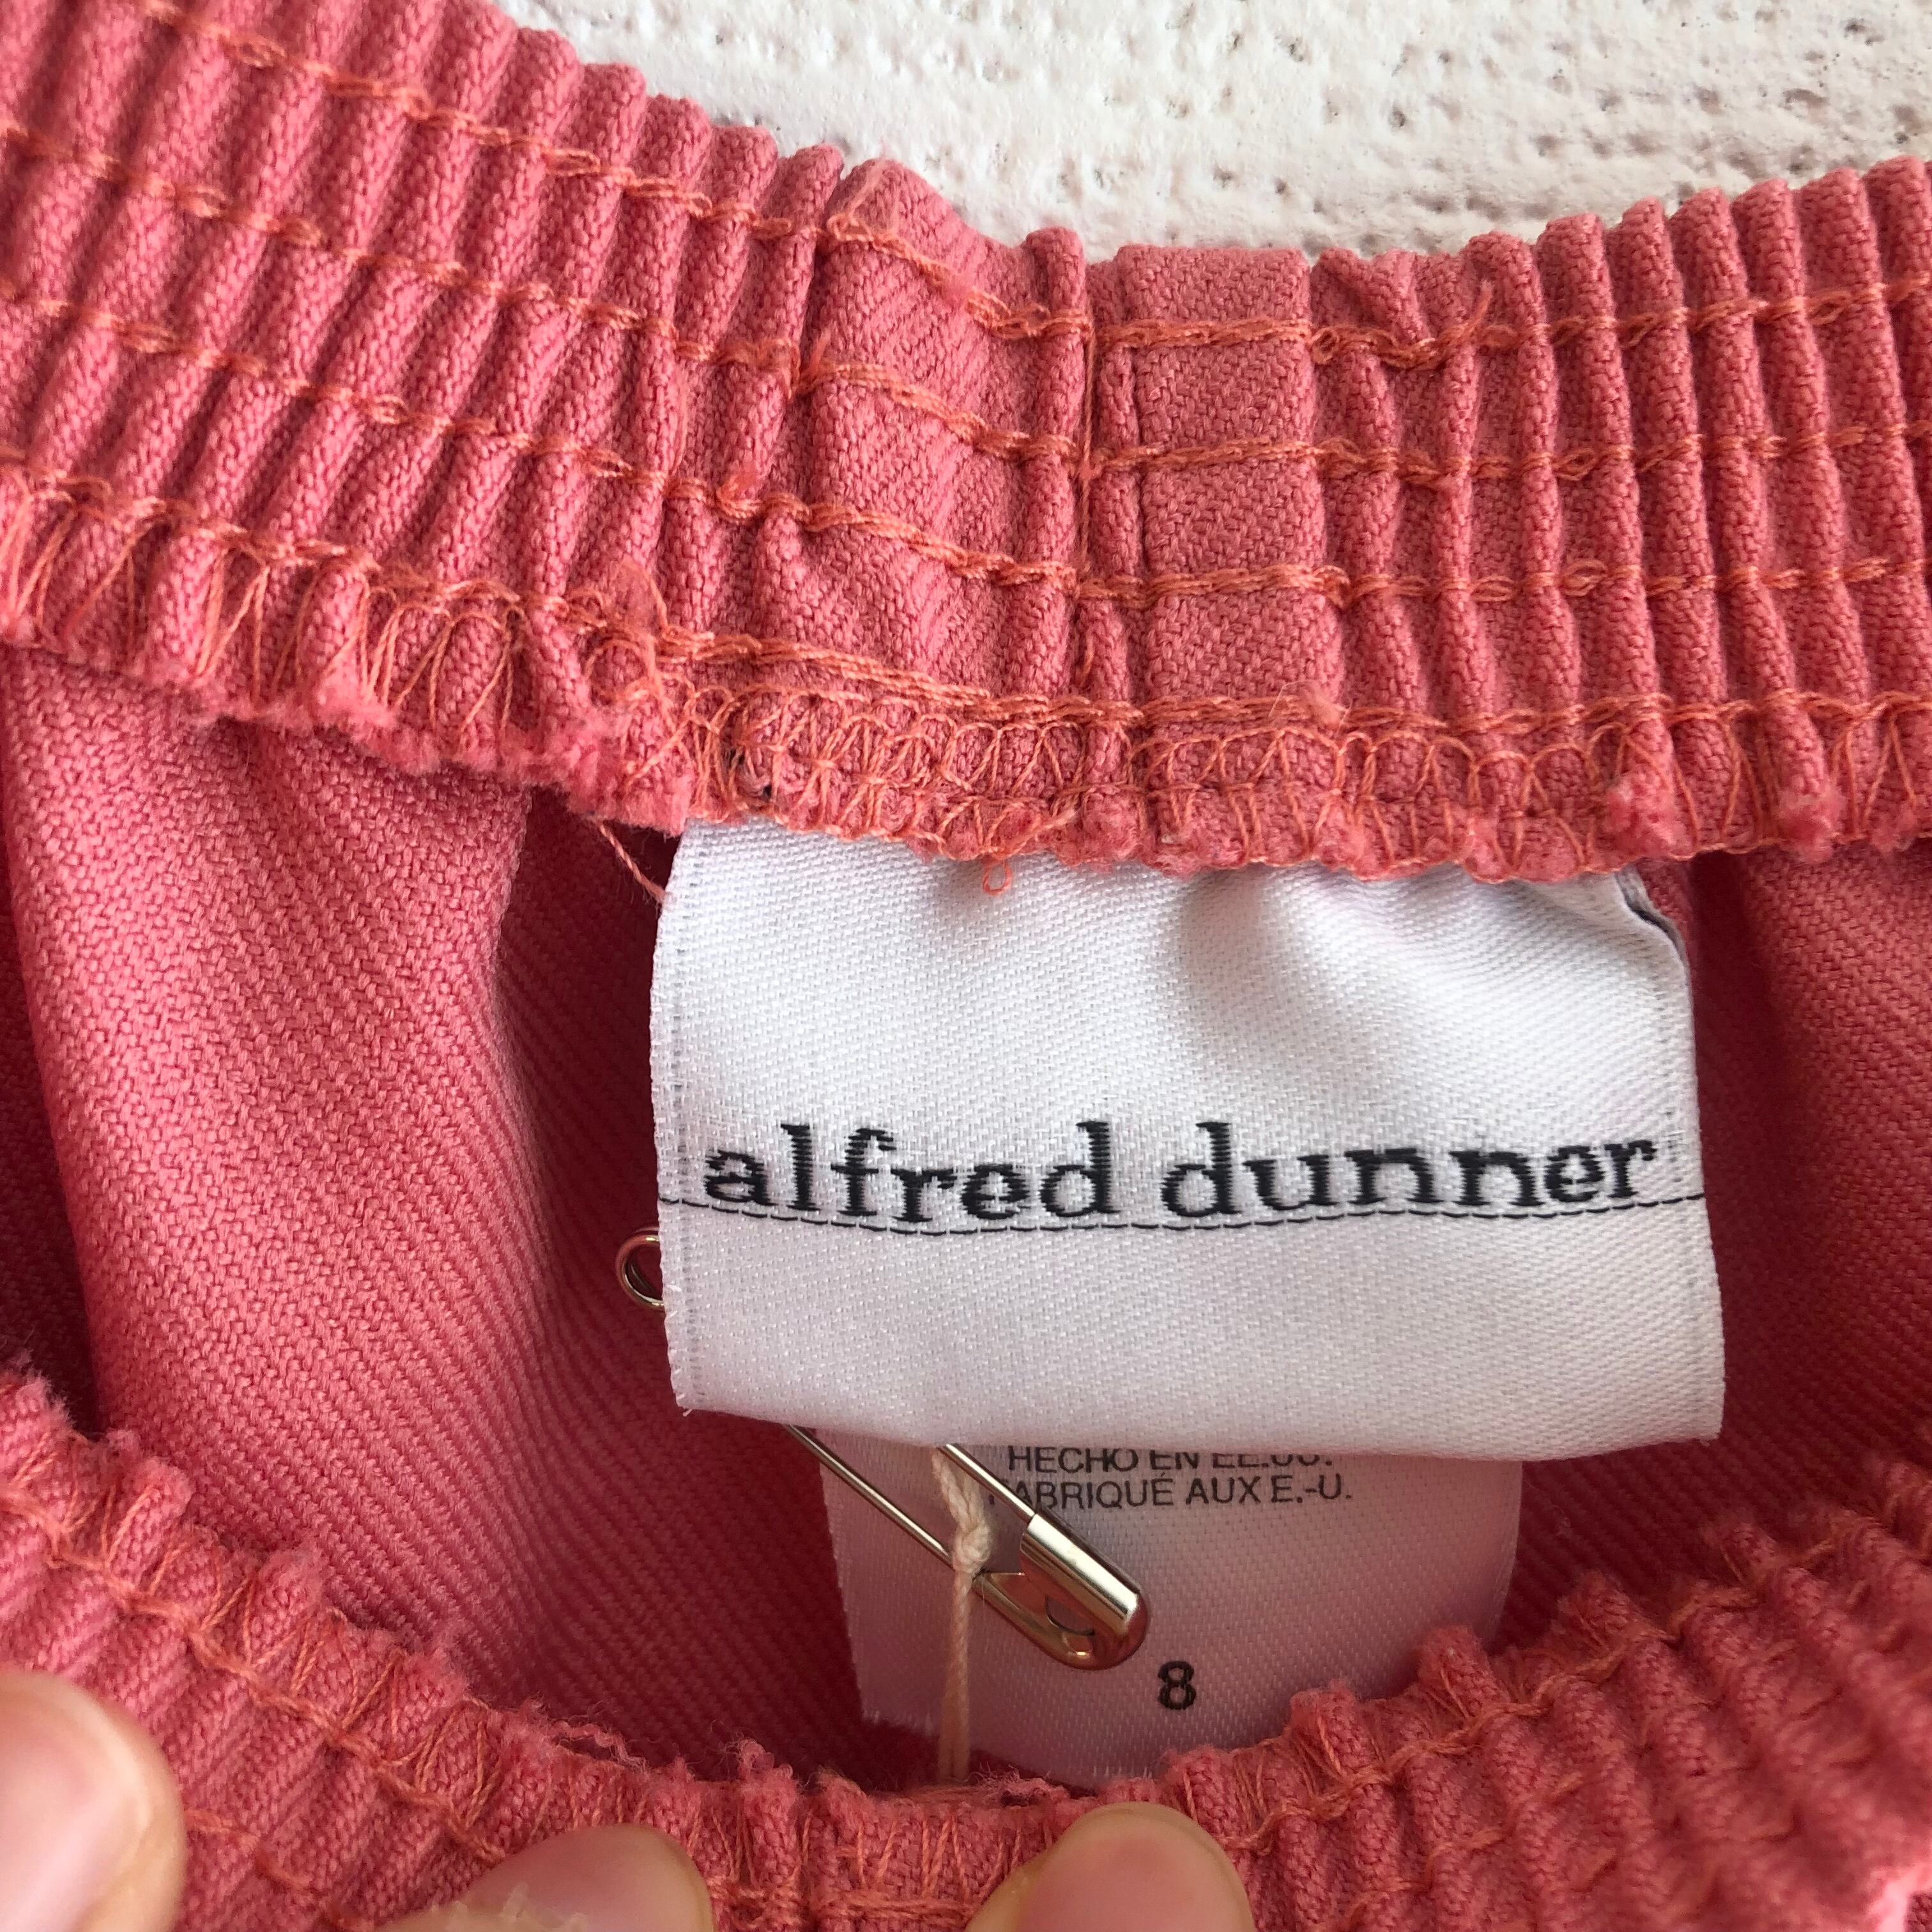 alfred dunner
HECHO EN EE.UU.
FABRIQUÉ AUX E.-U.
8